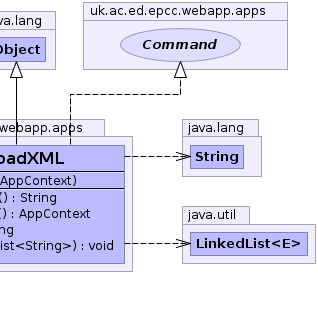 uk.ac.ed.epcc.webapp.apps
java.lang
Object
Command
webapp.apps
java.lang
oadXML
String
AppContext)
() : String
() : AppContext
java.util
ng
ist<String>) : void
LinkedList<E>